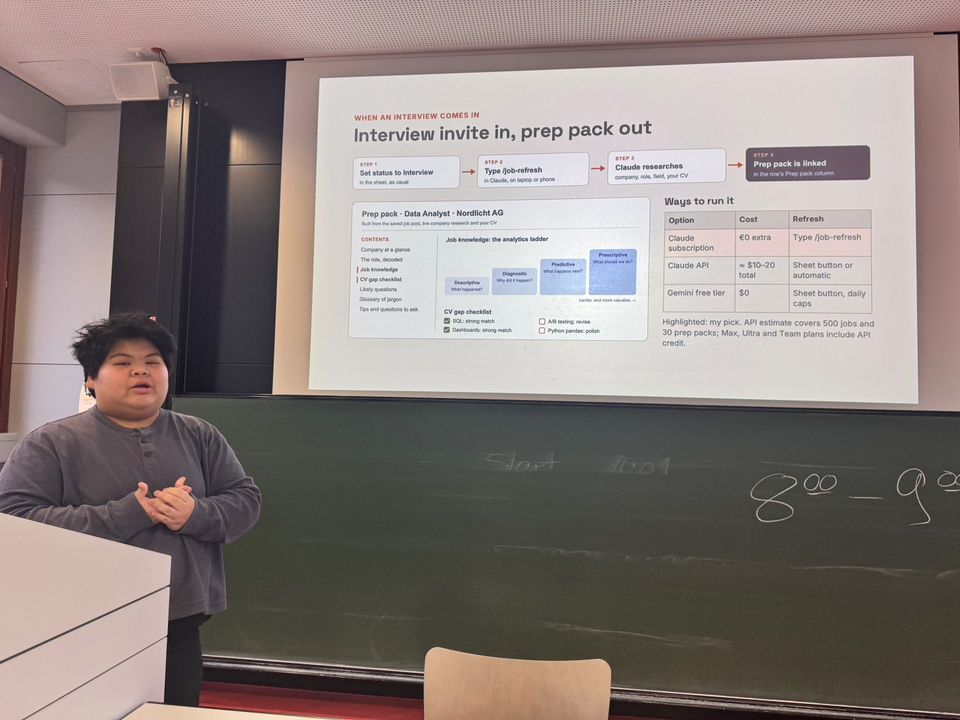 WHEN AN INTERVIEW COMES IN
Interview invite in, prep pack out
STEP 1
Set status to Interview
in the sheet, as usual
STEP 2
Type /job-refresh
in Claude, on laptop or phone
STEP 3
Claude researches
company, role, field, your CV
STEP 4
Prep pack is linked
in the row's Prep pack column
Prep pack · Data Analyst · Nordlicht AG
Built from the saved job post, live company research and your CV
CONTENTS
Company at a glance
The role, decoded
Job knowledge
CV gap checklist
Likely questions
Glossary of jargon
Tips and questions to ask
Job knowledge: the analytics ladder
Descriptive
What happened?
Diagnostic
Why did it happen?
Predictive
What happens next?
Prescriptive
What should we do?
harder, and more valuable →
CV GAP CHECKLIST
SQL: strong match
A/B testing: revise
Dashboards: strong match
Python pandas: polish
Ways to run it
Option Cost Refresh
Claude subscription €0 extra Type /job-refresh
Claude API ≈ $10–20 total Sheet button or automatic
Gemini free tier $0 Sheet button, daily caps
Highlighted: my pick. API estimate covers 500 jobs and
30 prep packs; Max, Ultra and Team plans include API
credit.
Start
8 00 – 9 00